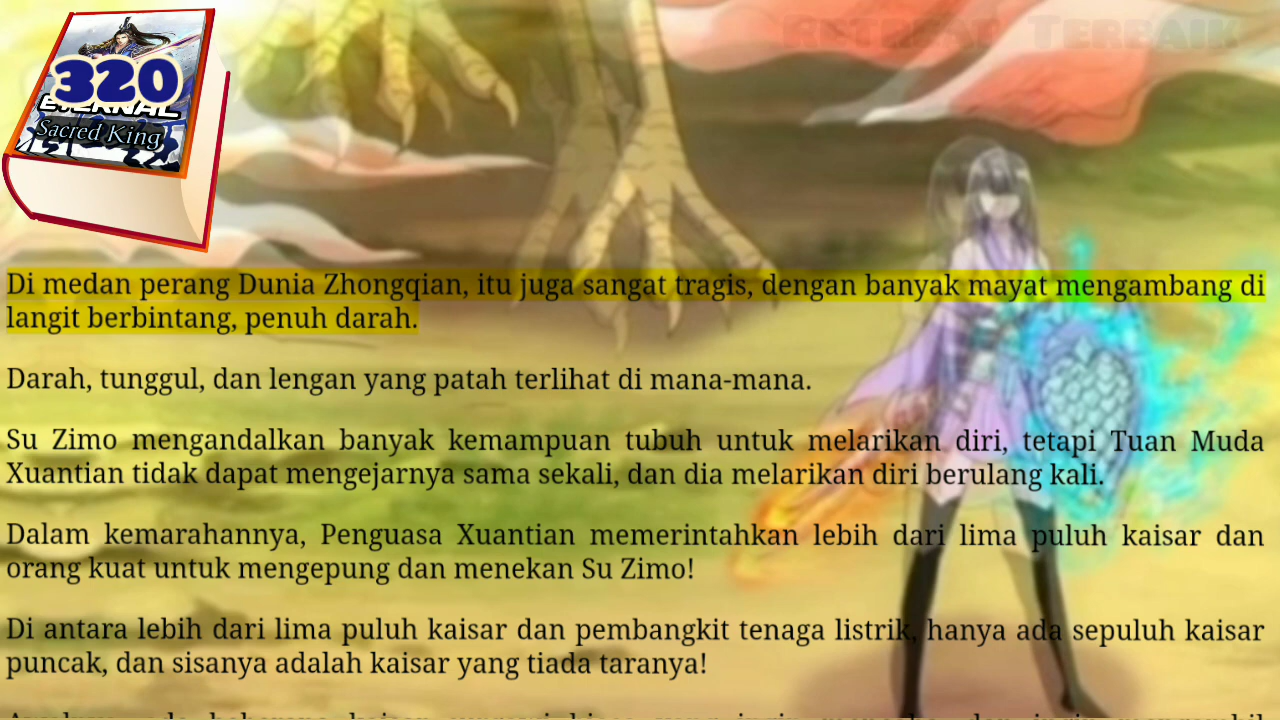 RETREAT TERBAIK
320
ETERNAL
Sacred King
Di medan perang Dunia Zhongqian, itu juga sangat tragis, dengan banyak mayat mengambang di
langit berbintang, penuh darah.
Darah, tunggul, dan lengan yang patah terlihat di mana-mana.
Su Zimo mengandalkan banyak kemampuan tubuh untuk melarikan diri, tetapi Tuan Muda
Xuantian tidak dapat mengejarnya sama sekali, dan dia melarikan diri berulang kali.
Dalam kemarahannya, Penguasa Xuantian memerintahkan lebih dari lima puluh kaisar dan
orang kuat untuk mengepung dan menekan Su Zimo!
Di antara lebih dari lima puluh kaisar dan pembangkit tenaga listrik, hanya ada sepuluh kaisar
puncak, dan sisanya adalah kaisar yang tiada taranya!